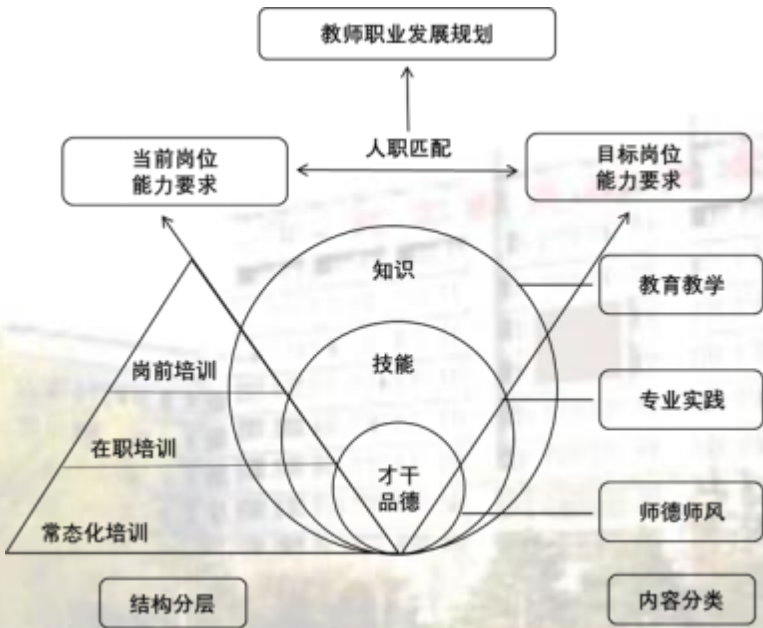 教师职业发展规划
当前岗位
能力要求
人职匹配
目标岗位
能力要求
知识
教育教学
岗前培训
技能
专业实践
在职培训
才干
品德
常态化培训
师德师风
结构分层
内容分类